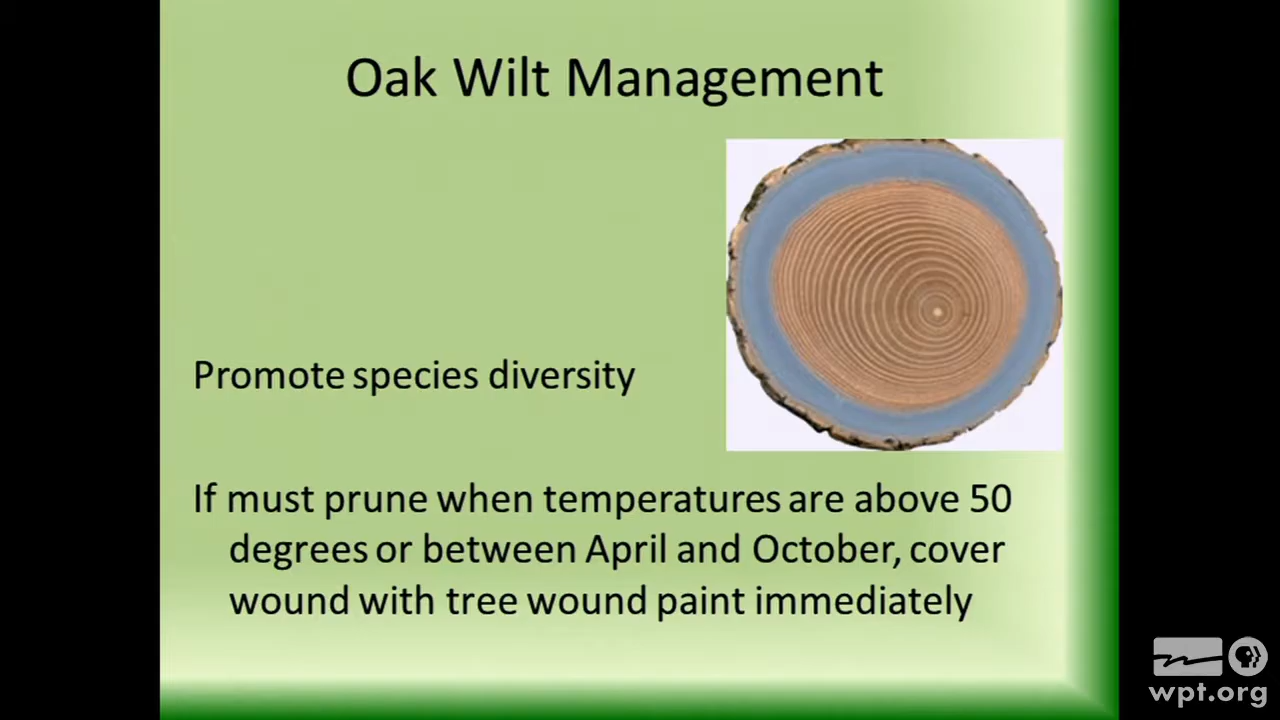 Oak Wilt Management
Promote species diversity
If must prune when temperatures are above 50
degrees or between April and October, cover
wound with tree wound paint immediately
wpt.org